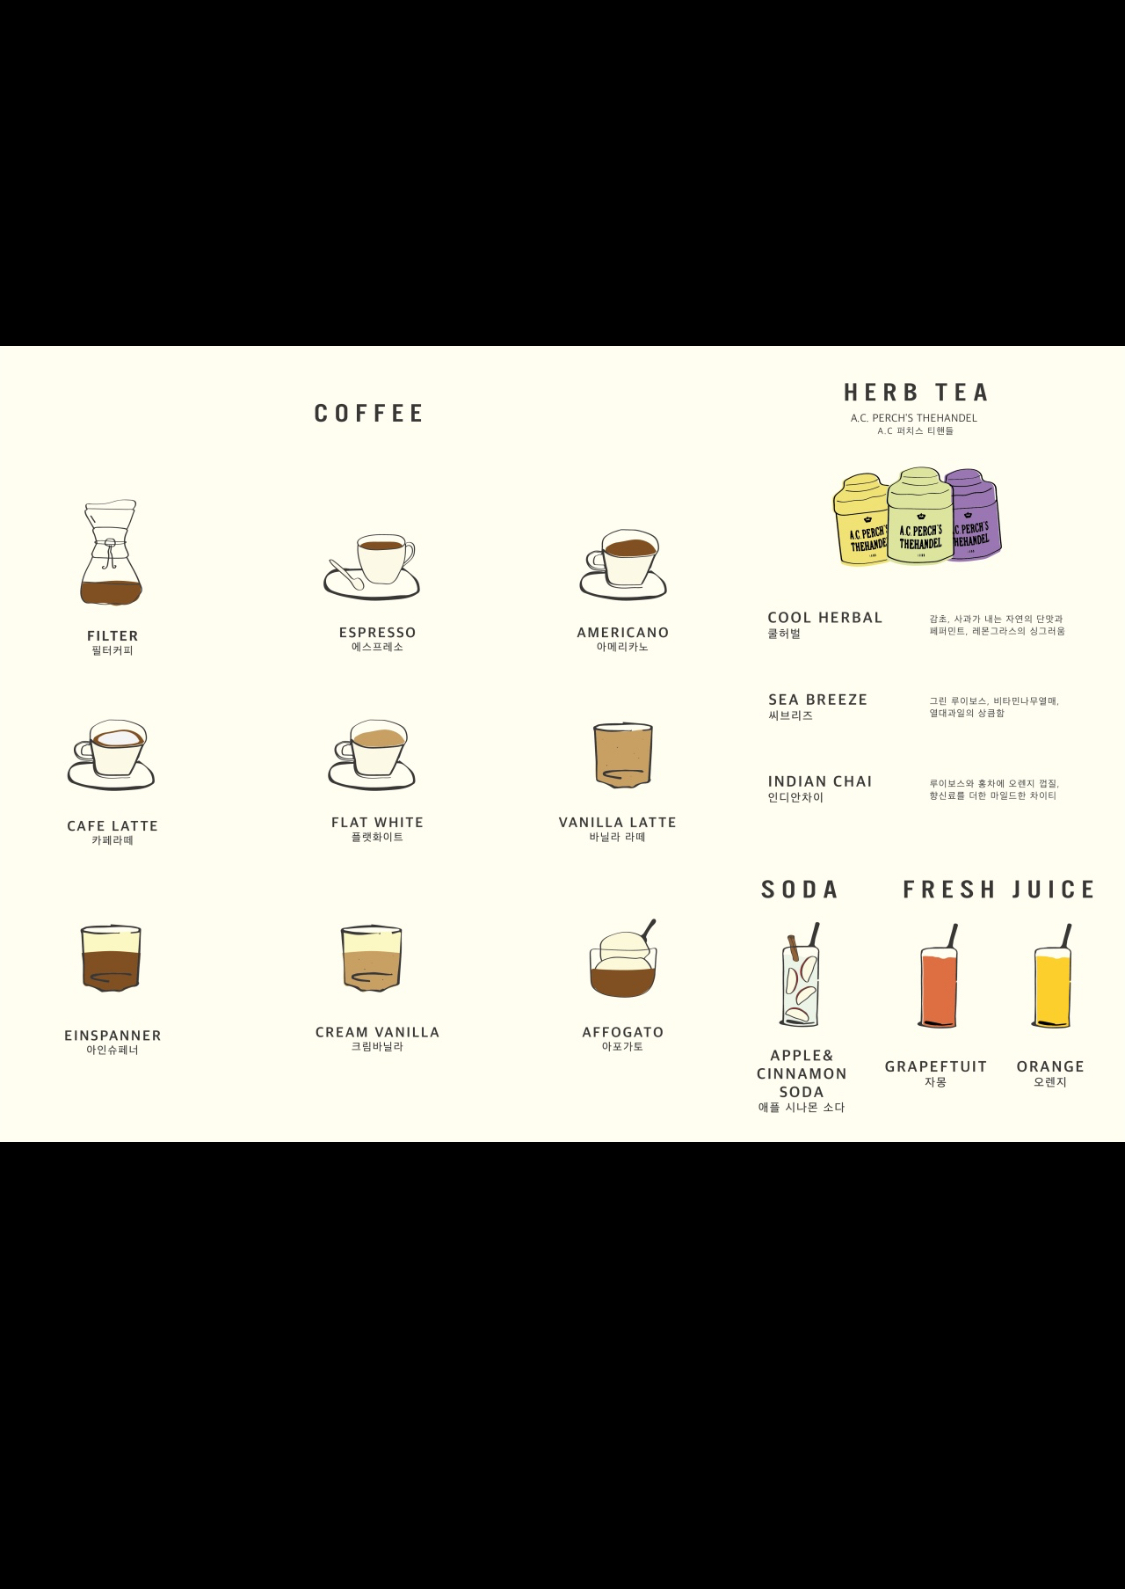 COFFEE
FILTER
필터커피
ESPRESSO
에스프레소
AMERICANO
아메리카노
CAFE LATTE
카페라떼
FLAT WHITE
플랫화이트
VANILLA LATTE
바닐라 라떼
EINSPANNER
아인슈페너
CREAM VANILLA
크림바닐라
AFFOGATO
아포가토
HERB TEA
A.C. PERCH'S THEHANDEL
A.C 퍼치스 티핸들
A.C PERCH'S
THEHANDE
A.C PERCH'S
THEHANDEL
.C PERCH'S
HEHANDEL
COOL HERBAL
쿨허벌
감초, 사과가 내는 자연의 단맛과
페퍼민트, 레몬그라스의 싱그러움
SEA BREEZE
씨브리즈
그린 루이보스, 비타민나무열매,
열대과일의 상큼함
INDIAN CHAI
인디안차이
루이보스와 홍차에 오렌지 껍질,
향신료를 더한 마일드한 차이티
SODA
APPLE&
CINNAMON
SODA
애플 시나몬 소다
FRESH JUICE
GRAPEFTUIT
자몽
ORANGE
오렌지